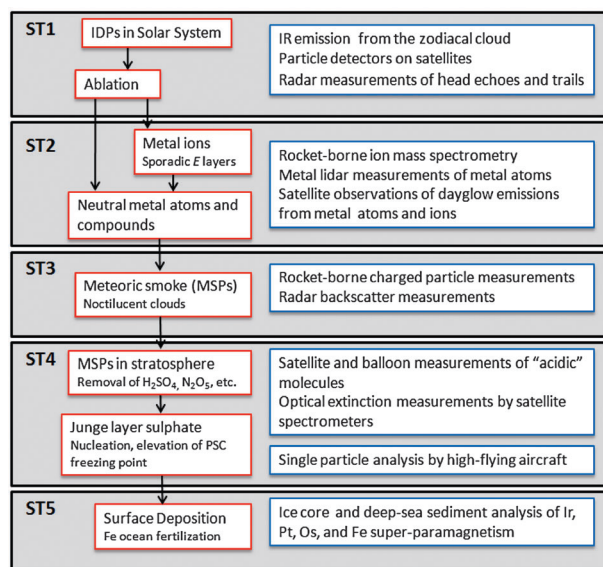 ST1
IDPs in Solar System
Ablation
IR emission from the zodiacal cloud
Particle detectors on satellites
Radar measurements of head echoes and trails
ST2
Metal ions
Sporadic E layers
Neutral metal atoms and
compounds
Rocket-borne ion mass spectrometry
Metal lidar measurements of metal atoms
Satellite observations of dayglow emissions
from metal atoms and ions
ST3
Meteoric smoke (MSPs)
Noctilucent clouds
Rocket-borne charged particle measurements
Radar backscatter measurements
ST4
MSPs in stratosphere
Removal of H₂SO₄, N₂O₅, etc.
Junge layer sulphate
Nucleation, elevation of PSC
freezing point
Satellite and balloon measurements of “acidic”
molecules
Optical extinction measurements by satellite
spectrometers
Single particle analysis by high-flying aircraft
ST5
Surface Deposition
Fe ocean fertilization
Ice core and deep-sea sediment analysis of Ir,
Pt, Os, and Fe super-paramagnetism